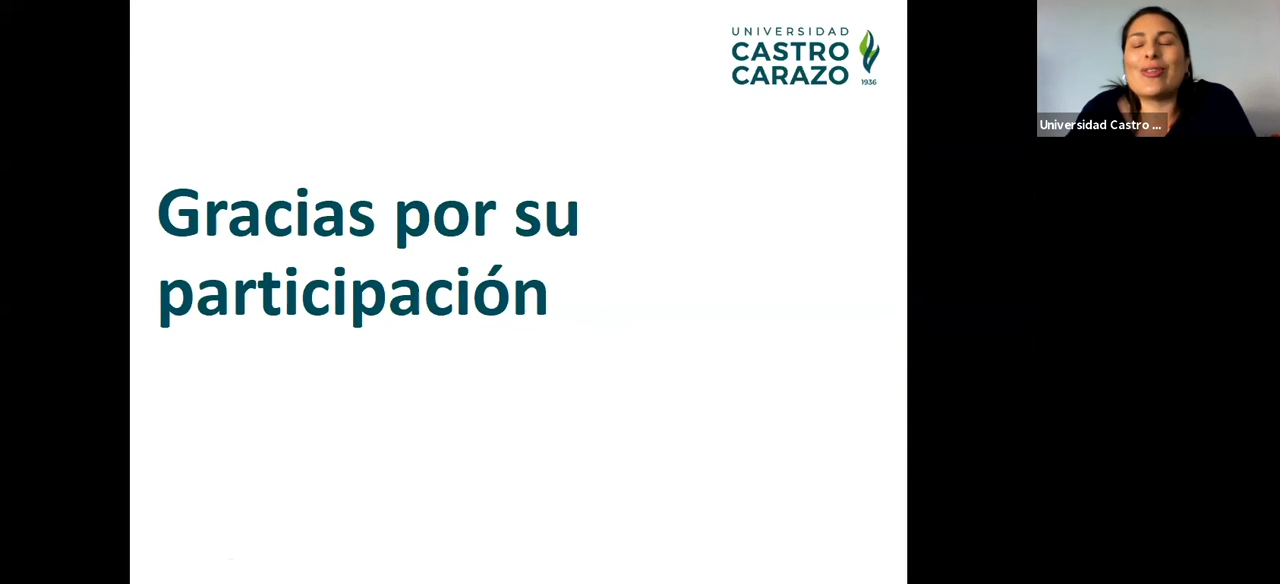 UNIVERSIDAD
CASTRO
CARAZO
1936
Universidad Castro ...
Gracias por su
participación